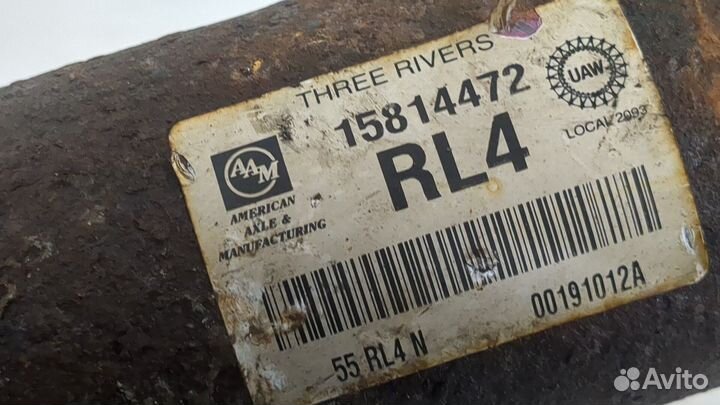 THREE RIVERS
15814472
RL4
UAW
LOCAL 2093
AAM
AMERICAN
AXLE &
MANUFACTURING
00191012A
55 RL4 N
Avito